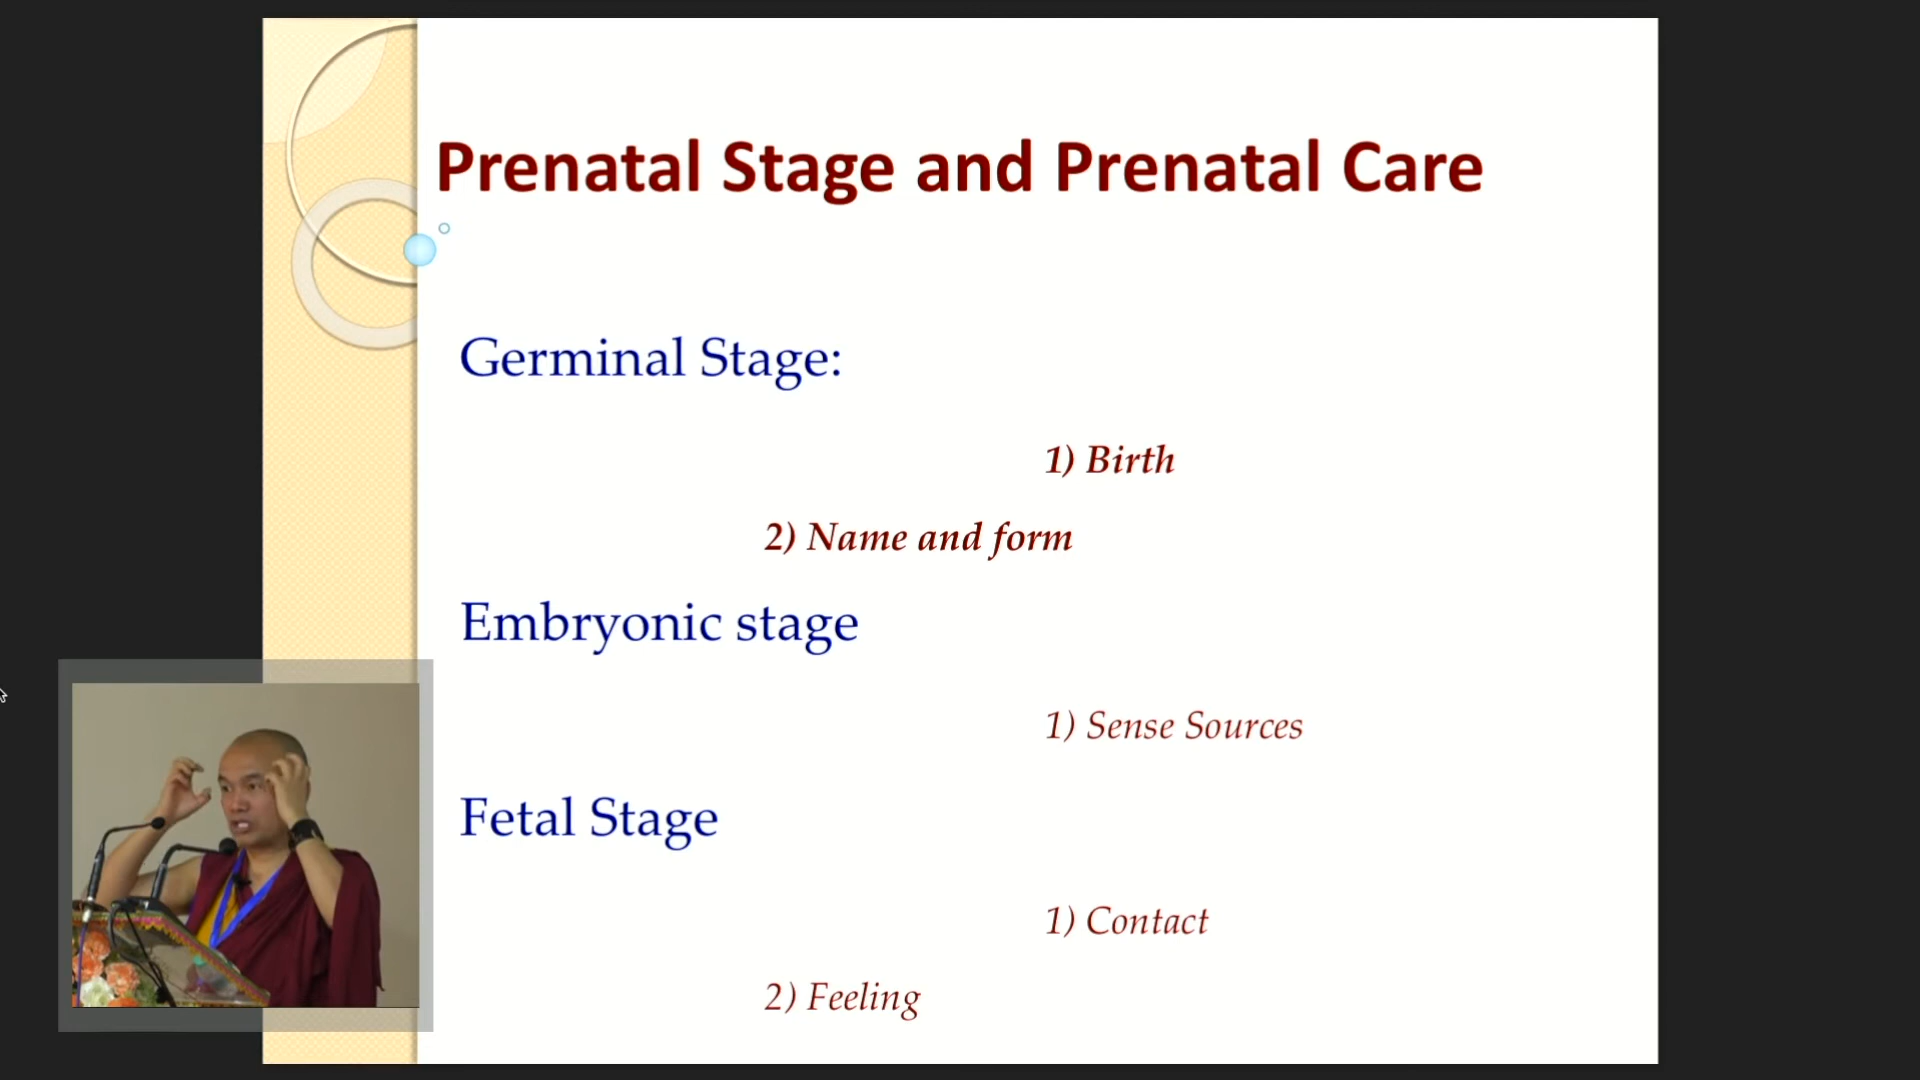 Prenatal Stage and Prenatal Care
Germinal Stage:
1) Birth
2) Name and form
Embryonic stage
1) Sense Sources
Fetal Stage
1) Contact
2) Feeling